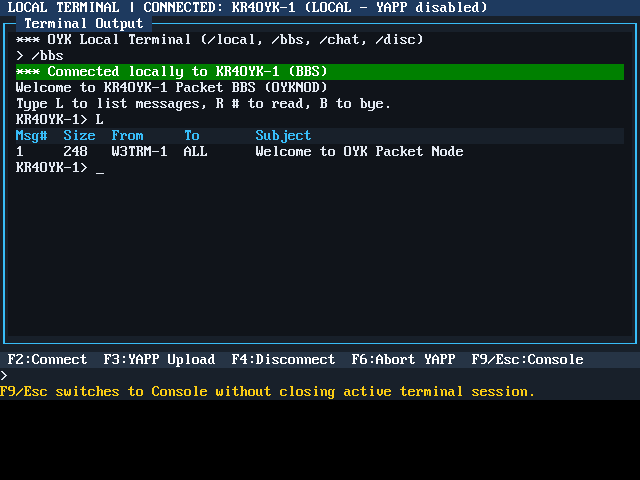 LOCAL TERMINAL | CONNECTED: KR4OYK-1 (LOCAL - YAPP disabled)
Terminal Output
*** OYK Local Terminal (/local, /bbs, /chat, /disc)
> /bbs
*** Connected locally to KR4OYK-1 (BBS)
Welcome to KR4OYK-1 Packet BBS (OYKNOD)
Type L to list messages, R # to read, B to bye.
KR4OYK-1> L
Msg#  Size  From     To       Subject
1     248   W3TRM-1  ALL      Welcome to OYK Packet Node
KR4OYK-1> _
F2:Connect  F3:YAPP Upload  F4:Disconnect  F6:Abort YAPP  F9/Esc:Console
>
F9/Esc switches to Console without closing active terminal session.